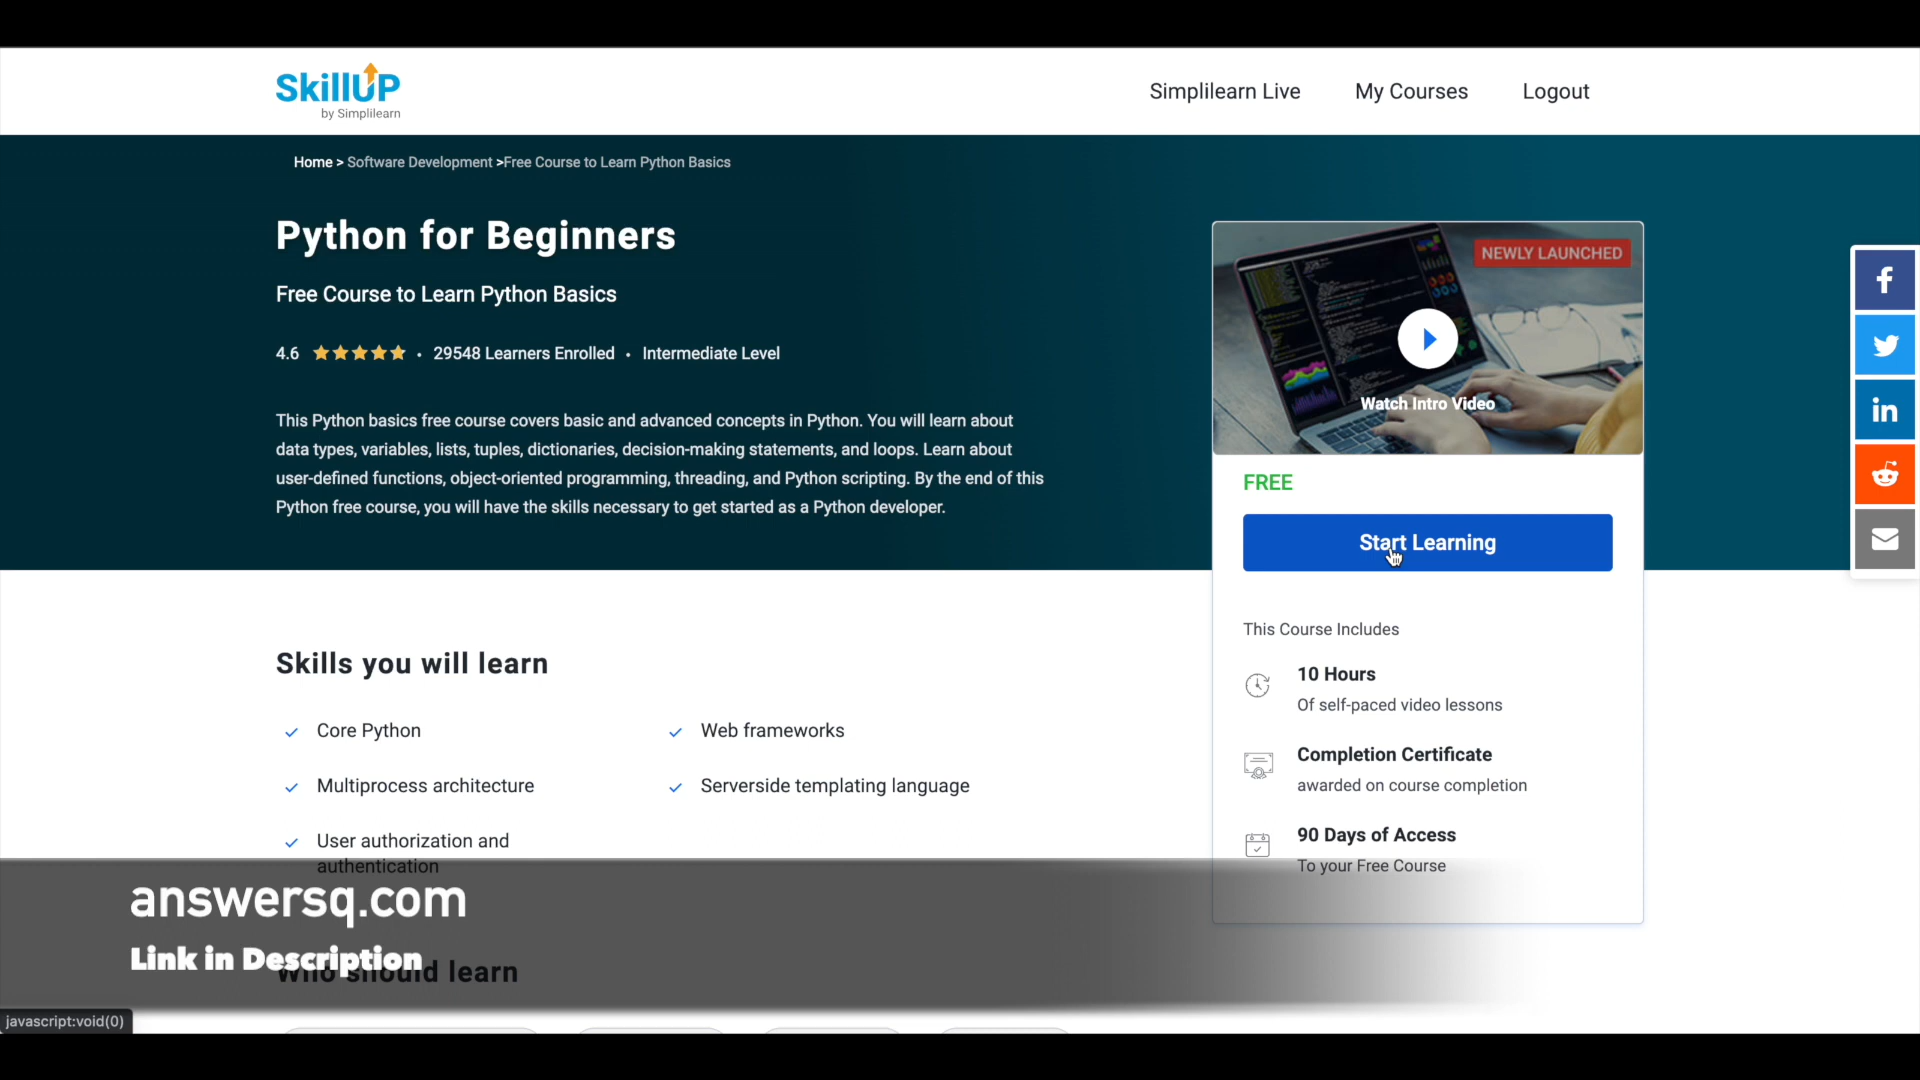 SkillUP
by Simplilearn
Simplilearn Live
My Courses
Logout
Home > Software Development >Free Course to Learn Python Basics
Python for Beginners
Free Course to Learn Python Basics
4.6
29548 Learners Enrolled • Intermediate Level
This Python basics free course covers basic and advanced concepts in Python. You will learn about
data types, variables, lists, tuples, dictionaries, decision-making statements, and loops. Learn about
user-defined functions, object-oriented programming, threading, and Python scripting. By the end of this
Python free course, you will have the skills necessary to get started as a Python developer.
NEWLY LAUNCHED
Watch Intro Video
FREE
Start Learning
This Course Includes
10 Hours
Of self-paced video lessons
Completion Certificate
awarded on course completion
90 Days of Access
To your Free Course
Skills you will learn
Core Python
Web frameworks
Multiprocess architecture
Serverside templating language
User authorization and
authentication
answersq.com
Link in Description
Who should learn
javascript:void(0)